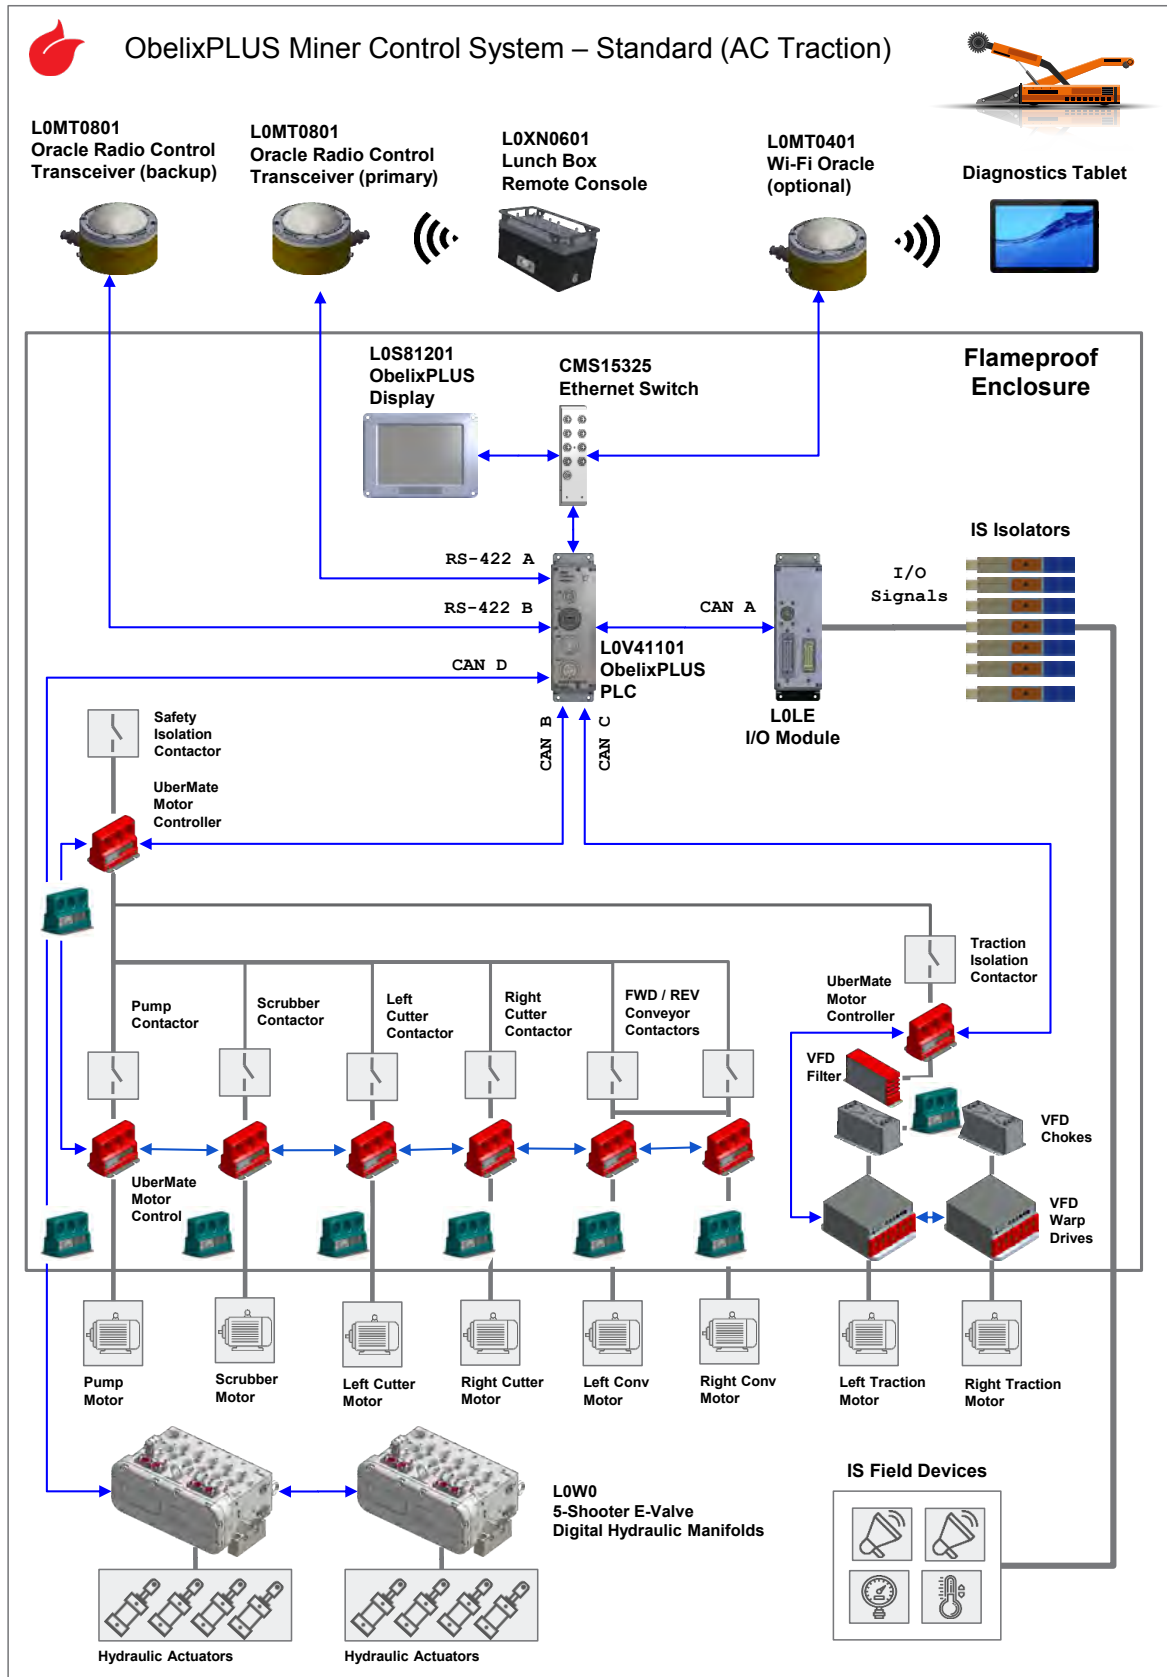 ObelixPLUS Miner Control System – Standard (AC Traction)
L0MT0801
Oracle Radio Control
Transceiver (backup)
L0MT0801
Oracle Radio Control
Transceiver (primary)
L0XN0601
Lunch Box
Remote Console
L0MT0401
Wi-Fi Oracle
(optional)
Diagnostics Tablet
Flameproof
Enclosure
L0S81201
ObelixPLUS
Display
CMS15325
Ethernet Switch
RS-422 A
RS-422 B
CAN D
CAN A
CAN B
CAN C
L0V41101
ObelixPLUS
PLC
L0LE
I/O Module
I/O
Signals
IS Isolators
Safety
Isolation
Contactor
UberMate
Motor
Controller
Traction
Isolation
Contactor
UberMate
Motor
Controller
Pump
Contactor
Scrubber
Contactor
Left
Cutter
Contactor
Right
Cutter
Contactor
FWD / REV
Conveyor
Contactors
VFD
Filter
VFD
Chokes
UberMate
Motor
Control
VFD
Warp
Drives
Pump
Motor
Scrubber
Motor
Left Cutter
Motor
Right Cutter
Motor
Left Conv
Motor
Right Conv
Motor
Left Traction
Motor
Right Traction
Motor
L0W0
5-Shooter E-Valve
Digital Hydraulic Manifolds
IS Field Devices
Hydraulic Actuators
Hydraulic Actuators